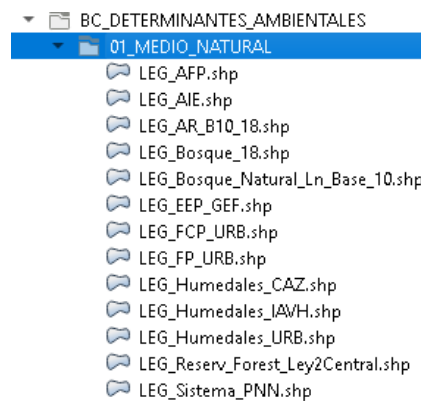 BC_DETERMINANTES_AMBIENTALES
01_MEDIO_NATURAL
LEG_AFP.shp
LEG_AIE.shp
LEG_AR_B10_18.shp
LEG_Bosque_18.shp
LEG_Bosque_Natural_Ln_Base_10.shp
LEG_EEP_GEF.shp
LEG_FCP_URB.shp
LEG_FP_URB.shp
LEG_Humedales_CAZ.shp
LEG_Humedales_IAVH.shp
LEG_Humedales_URB.shp
LEG_Reserv_Forest_Ley2Central.shp
LEG_Sistema_PNN.shp